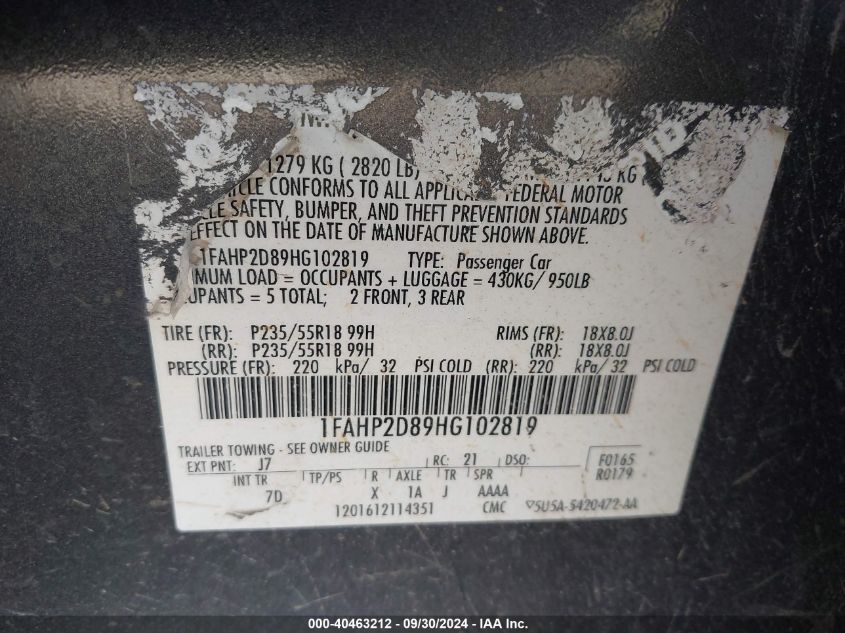 1279 KG ( 2820 LB)
CLE CONFORMS TO ALL APPLICA FEDERAL MOTOR
CLE SAFETY, BUMPER, AND THEFT PREVENTION STANDARDS
EFFECT ON THE DATE OF MANUFACTURE SHOWN ABOVE.
1FAHP2D89HG102819 TYPE: Passenger Car
MUM LOAD = OCCUPANTS + LUGGAGE = 430KG/ 950LB
UPANTS = 5 TOTAL; 2 FRONT, 3 REAR
TIRE (FR): P235/55R18 99H RIMS (FR): 18X8.0J
(RR): P235/55R18 99H (RR): 18X8.0J
PRESSURE (FR): 220 kPa/ 32 PSI COLD (RR): 220 kPa/ 32 PSI COLD
1FAHP2D89HG102819
TRAILER TOWING - SEE OWNER GUIDE
EXT PNT: J7 RC: 21 DSO: F0165
R0179
INT TR TP/PS R AXLE TR SPR
7D X 1A J AAAA
1201612114351 CMC 5U5A-5420472-AA
000-40463212 - 09/30/2024 - IAA Inc.